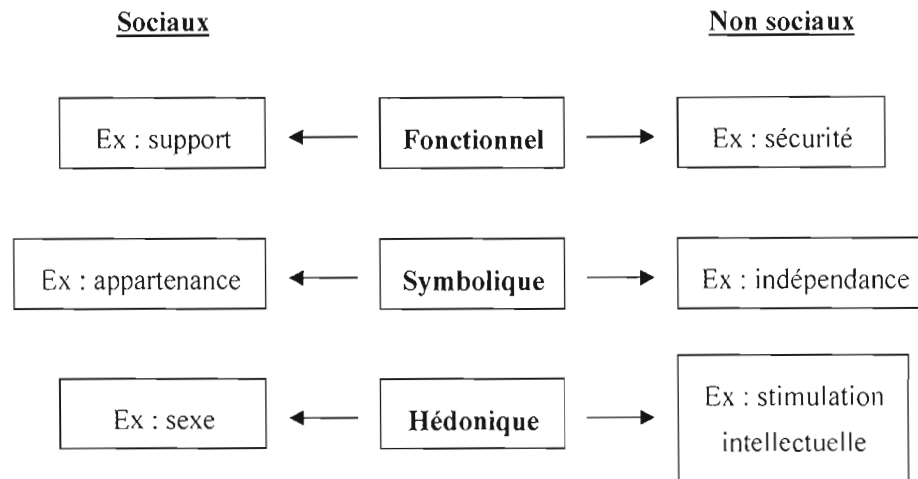 Sociaux
Non sociaux
Ex : support
Fonctionnel
Ex : sécurité
Ex : appartenance
Symbolique
Ex : indépendance
Ex : sexe
Hédonique
Ex : stimulation
intellectuelle